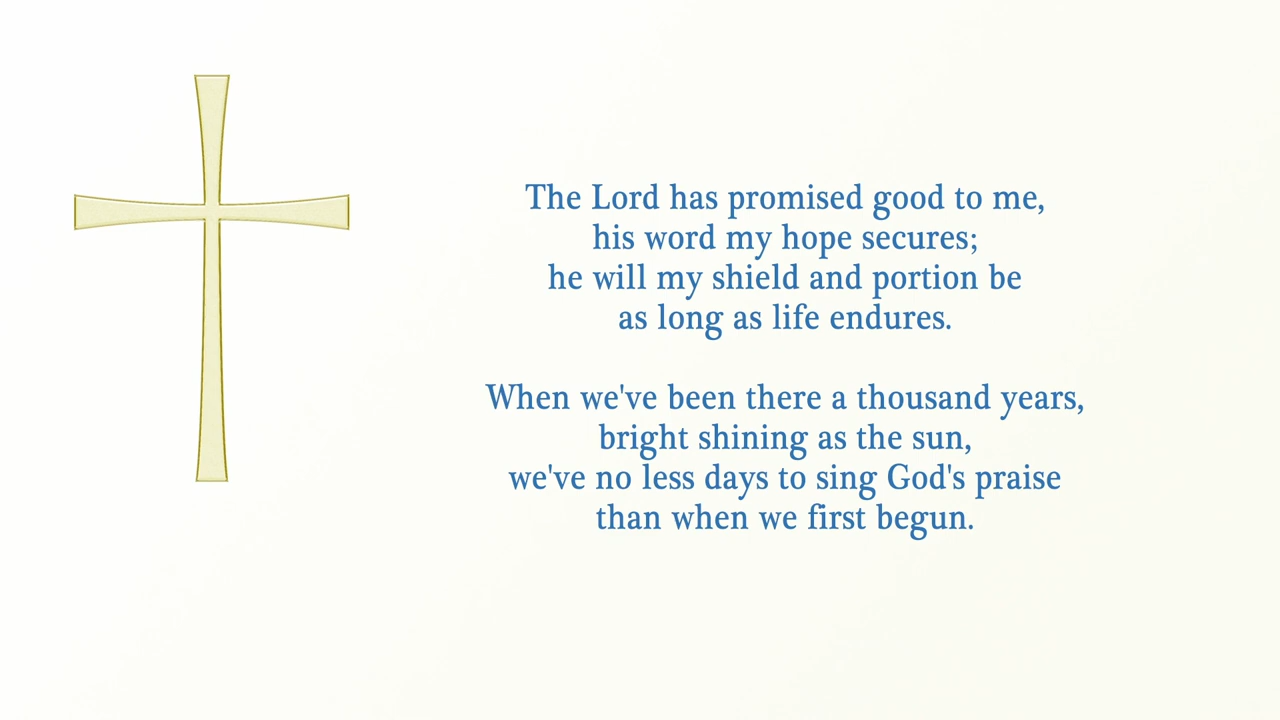 The Lord has promised good to me,
his word my hope secures;
he will my shield and portion be
as long as life endures.
When we've been there a thousand years,
bright shining as the sun,
we've no less days to sing God's praise
than when we first begun.